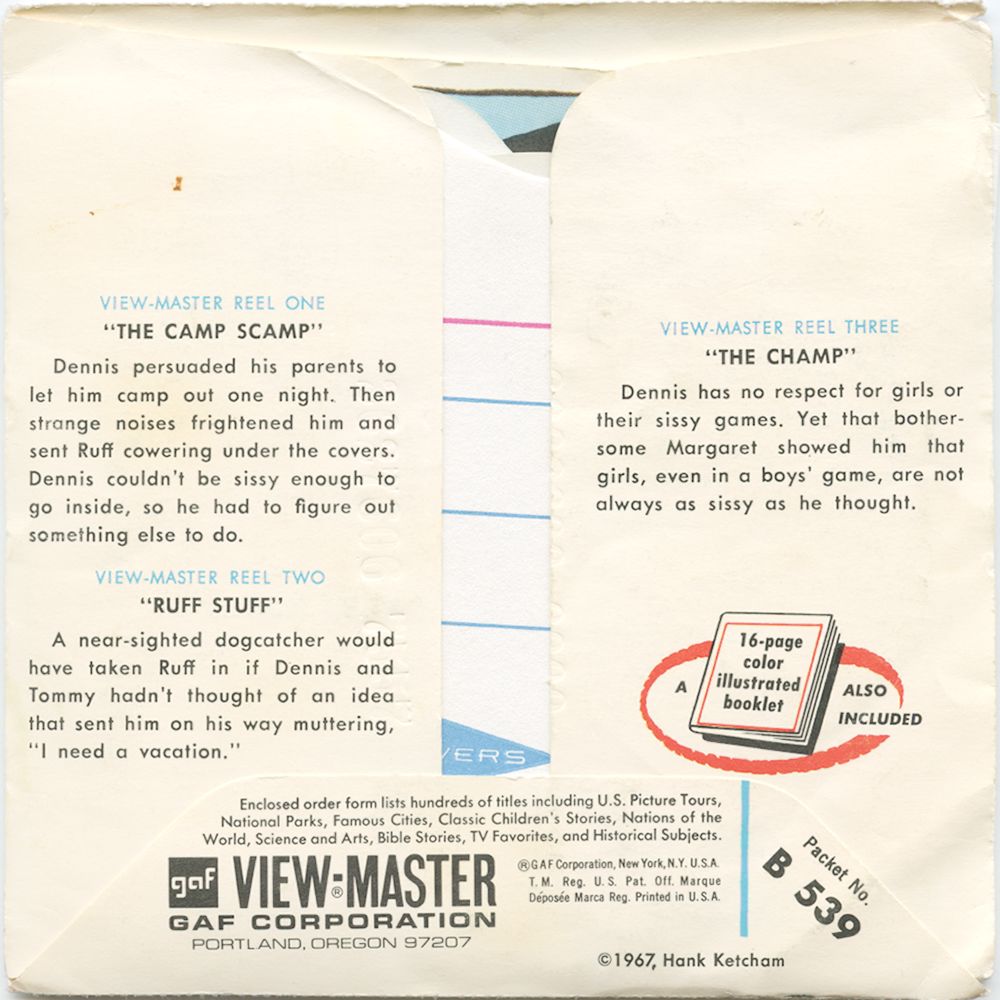 VIEW-MASTER REEL ONE
“THE CAMP SCAMP”
Dennis persuaded his parents to
let him camp out one night. Then
strange noises frightened him and
sent Ruff cowering under the covers.
Dennis couldn't be sissy enough to
go inside, so he had to figure out
something else to do.
VIEW-MASTER REEL TWO
“RUFF STUFF”
A near-sighted dogcatcher would
have taken Ruff in if Dennis and
Tommy hadn't thought of an idea
that sent him on his way muttering,
“I need a vacation.”
VIEW-MASTER REEL THREE
“THE CHAMP”
Dennis has no respect for girls or
their sissy games. Yet that bother-
some Margaret showed him that
girls, even in a boys' game, are not
always as sissy as he thought.
A
16-page
color
illustrated
booklet
ALSO
INCLUDED
VERS
Enclosed order form lists hundreds of titles including U.S. Picture Tours,
National Parks, Famous Cities, Classic Children's Stories, Nations of the
World, Science and Arts, Bible Stories, TV Favorites, and Historical Subjects.
gaf VIEW-MASTER®
GAF CORPORATION
PORTLAND, OREGON 97207
®GAF Corporation, New York, N.Y. U.S.A.
T.M. Reg. U.S. Pat. Off. Marque
Déposée Marca Reg. Printed in U.S.A.
Packet No.
B 539
©1967, Hank Ketcham